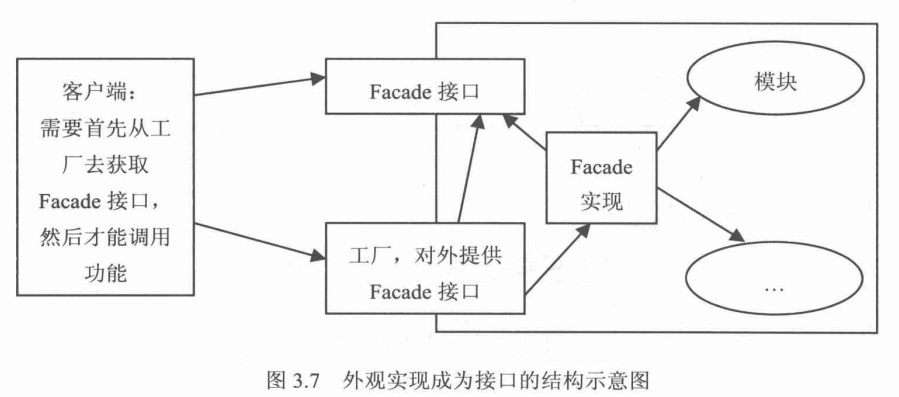 客户端：
需要首先从工
厂去获取
Facade 接口，
然后才能调用
功能
Facade 接口
工厂，对外提供
Facade 接口
Facade
实现
模块
…
图 3.7 外观实现成为接口的结构示意图